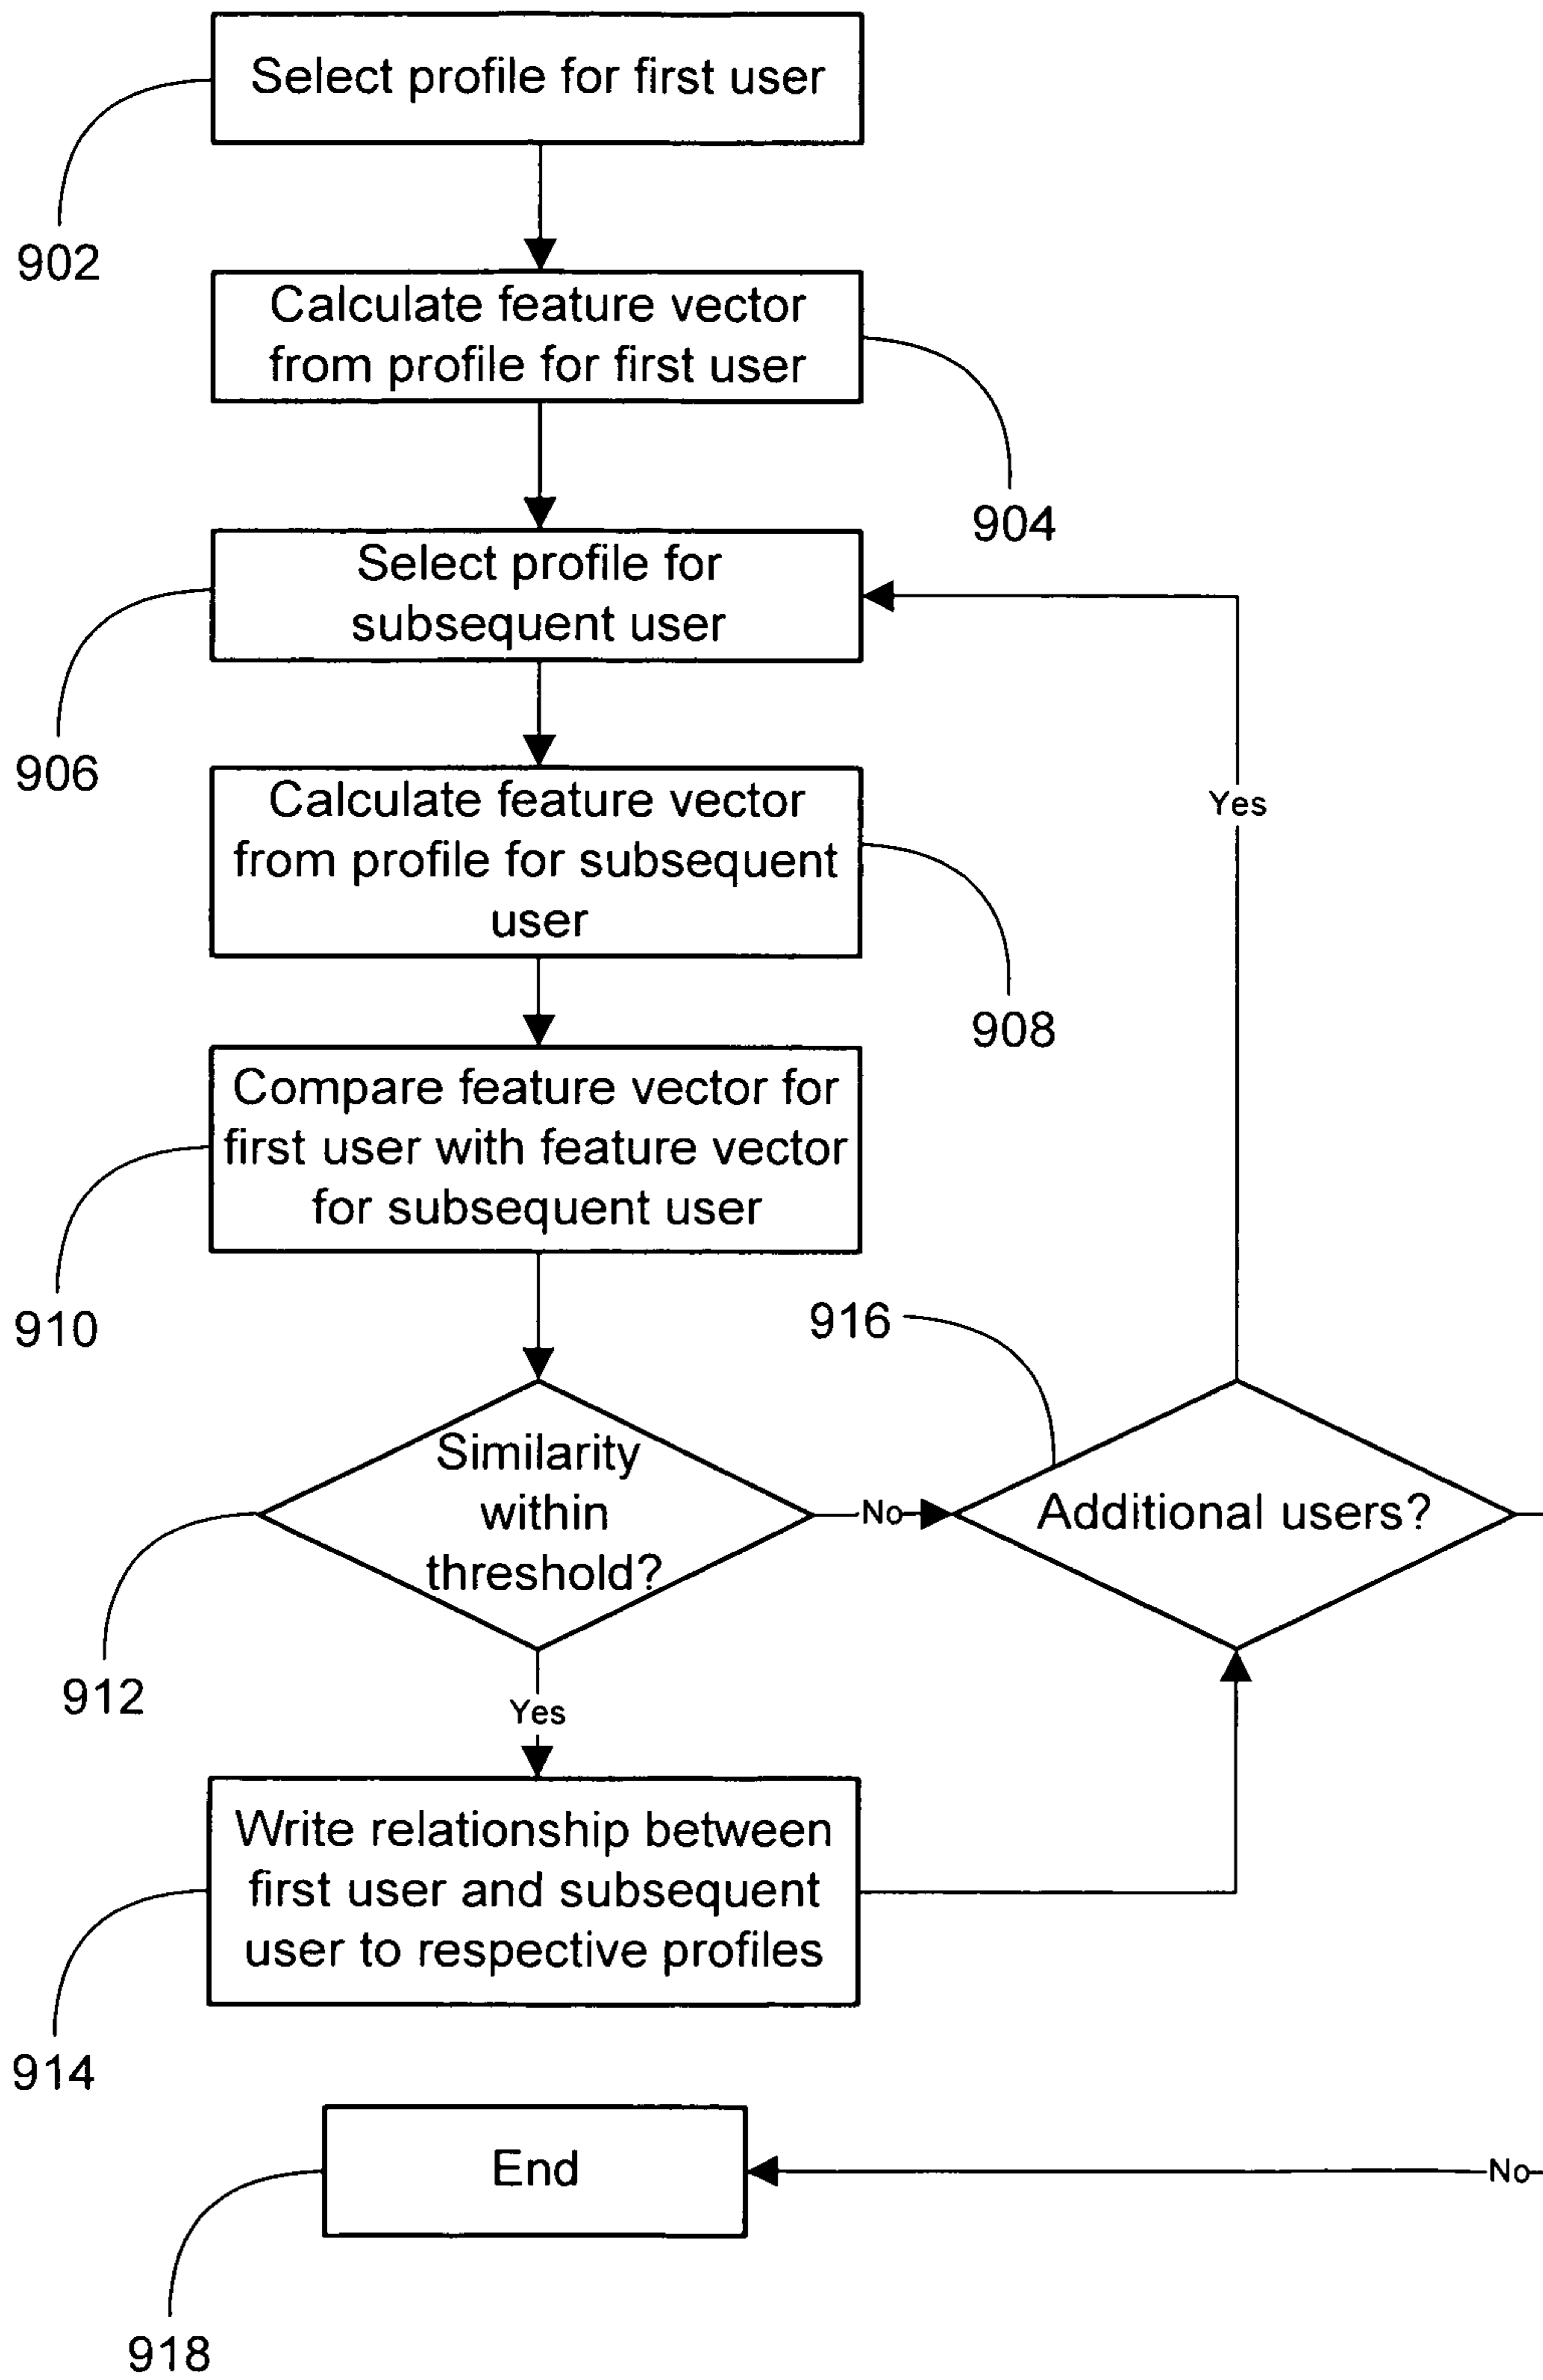 Select profile for first user
902
Calculate feature vector
from profile for first user
904
Select profile for
subsequent user
906
Calculate feature vector
from profile for subsequent
user
908
Yes
Compare feature vector for
first user with feature vector
for subsequent user
910
916
Similarity
within
threshold?
No
Additional users?
912
Yes
Write relationship between
first user and subsequent
user to respective profiles
914
End
No
918